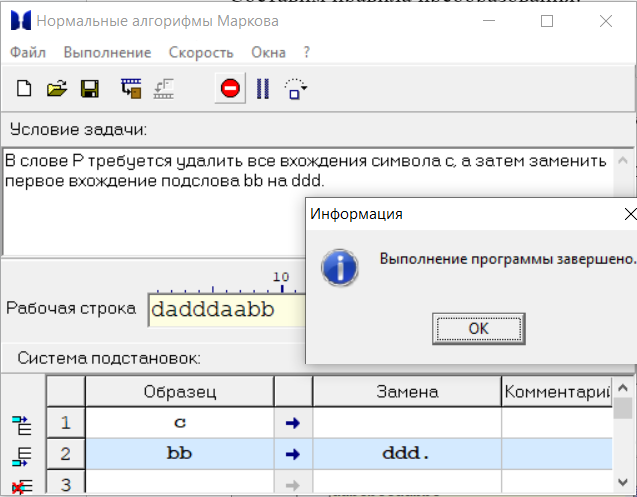 Нормальные алгорифмы Маркова
Файл Выполнение Скорость Окна ?
Условие задачи:
В слове P требуется удалить все вхождения символа c, а затем заменить
первое вхождение подслова bb на ddd.
Информация
Выполнение программы завершено.
OK
10
Рабочая строка dadddaabb
Система подстановок:
Образец Замена Комментарий
1 c
2 bb ddd.
3